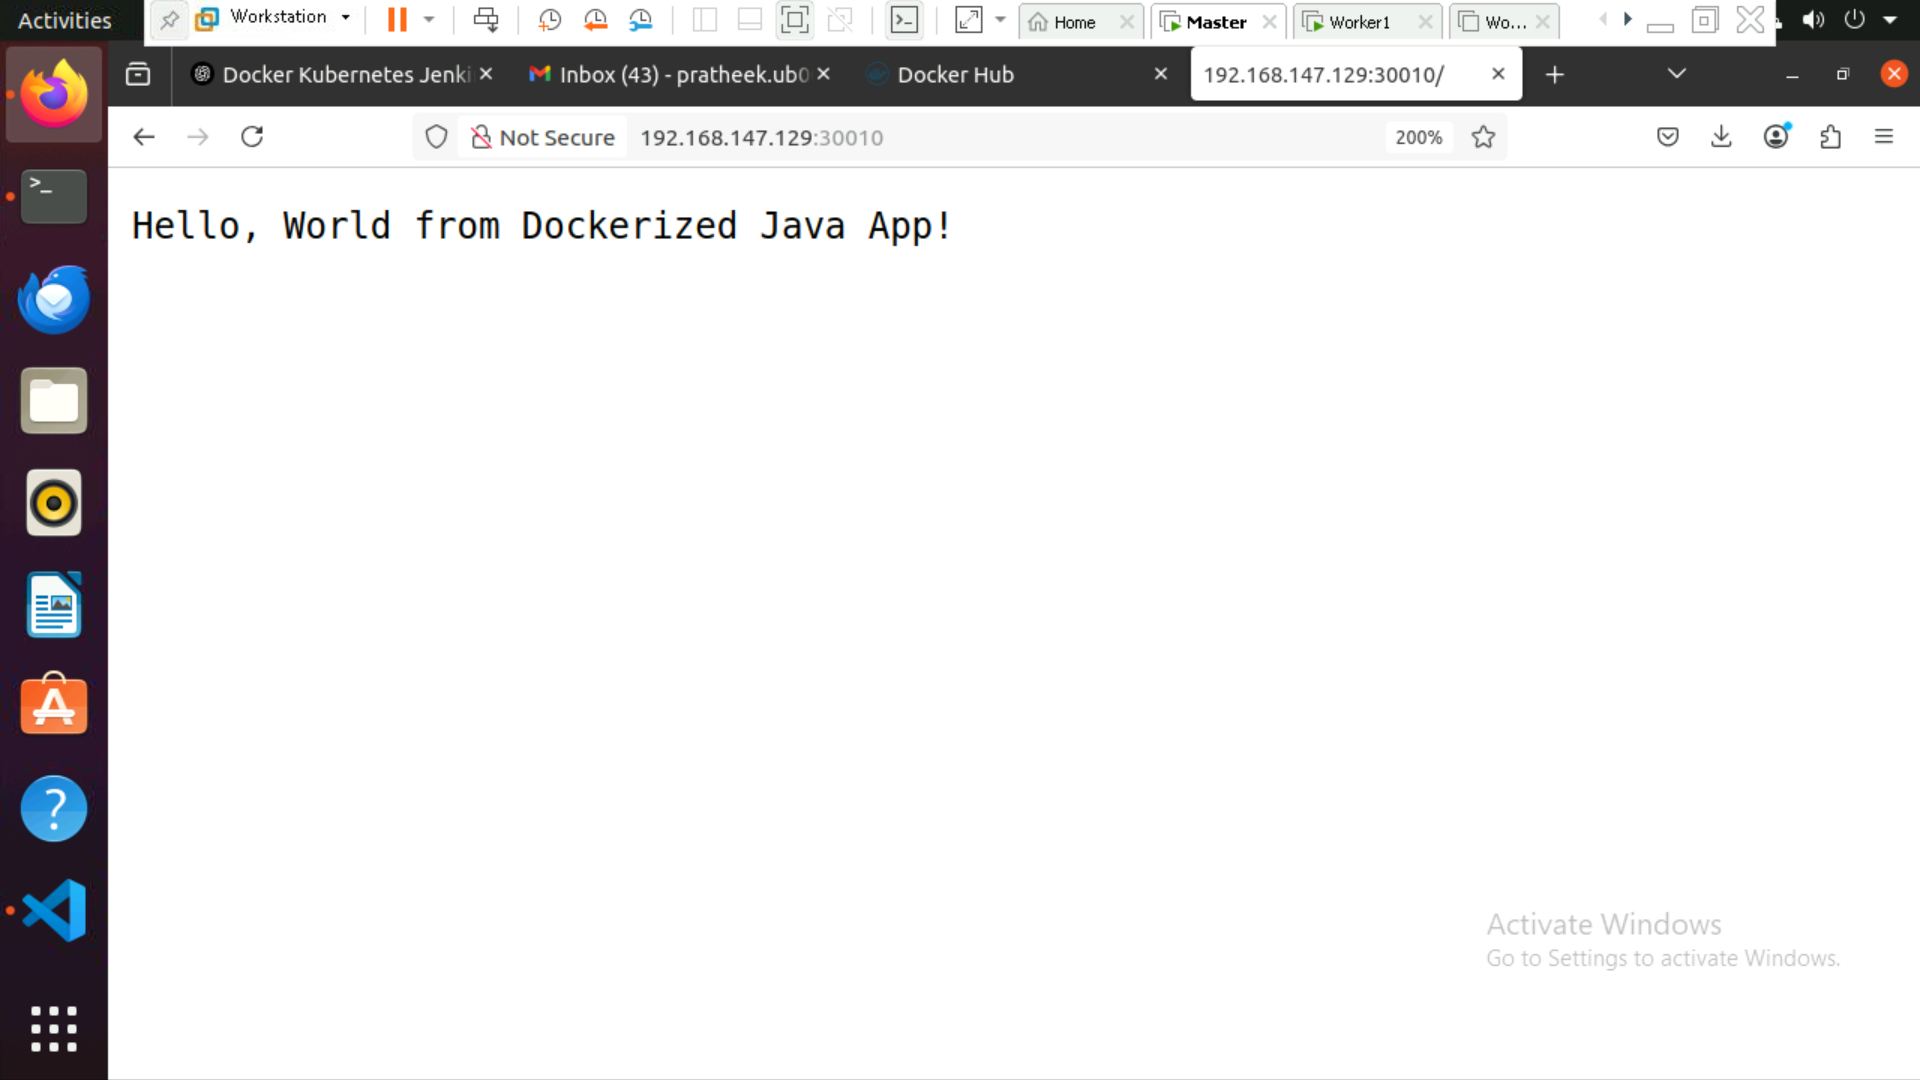 Activities
Workstation
Home
Master
Worker1
Wo...
Docker Kubernetes Jenki
Inbox (43) - pratheek.ub0
Docker Hub
192.168.147.129:30010/
Not Secure
192.168.147.129:30010
200%
Hello, World from Dockerized Java App!
Activate Windows
Go to Settings to activate Windows.